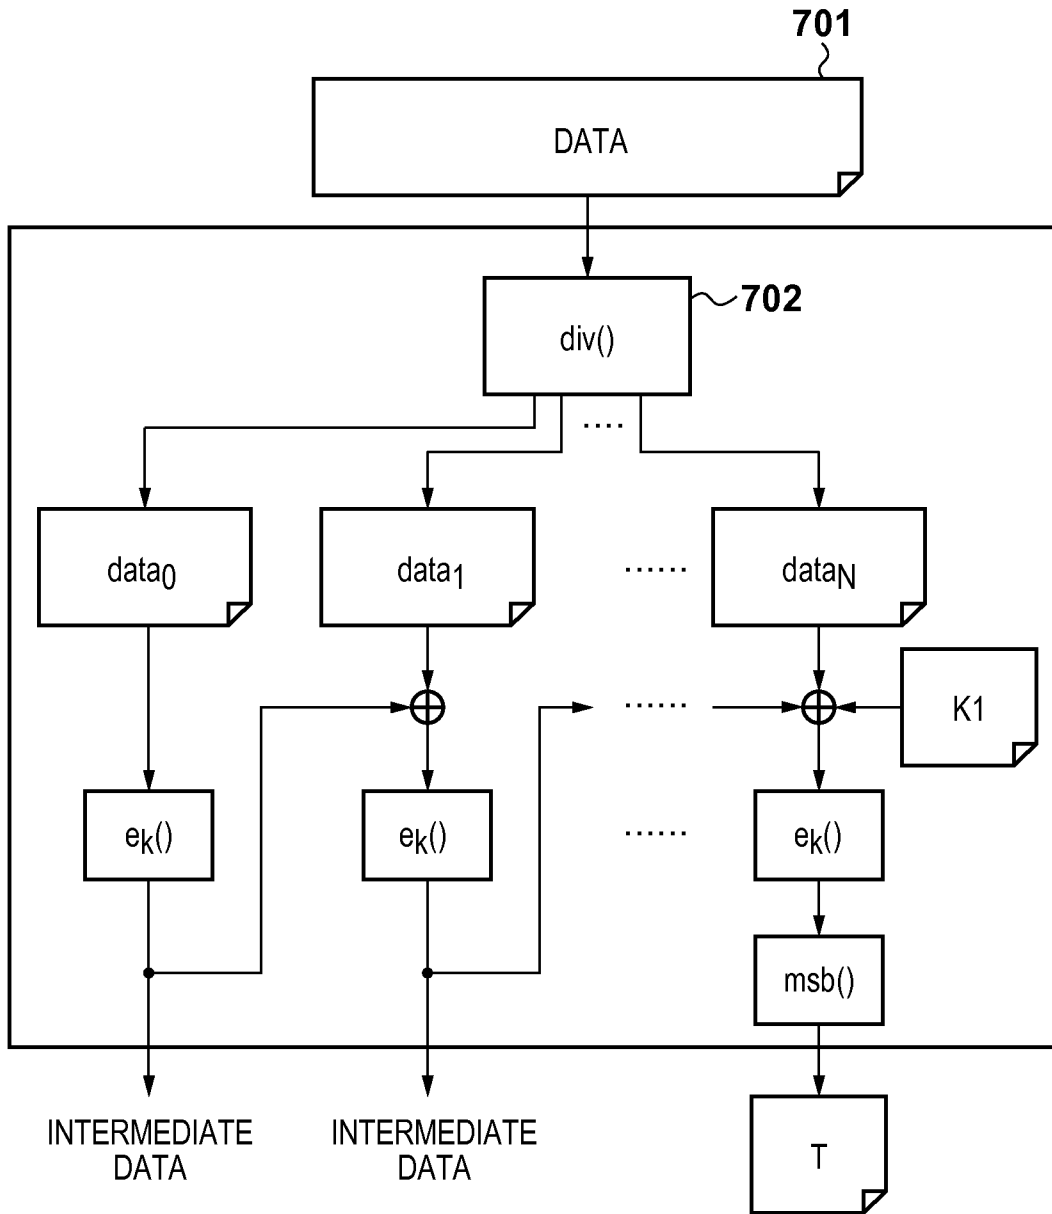 701
DATA
702
div()
....
data0 data1 ...... dataN
...... K1
ek() ek() ...... ek()
msb()
INTERMEDIATE INTERMEDIATE
DATA DATA
T